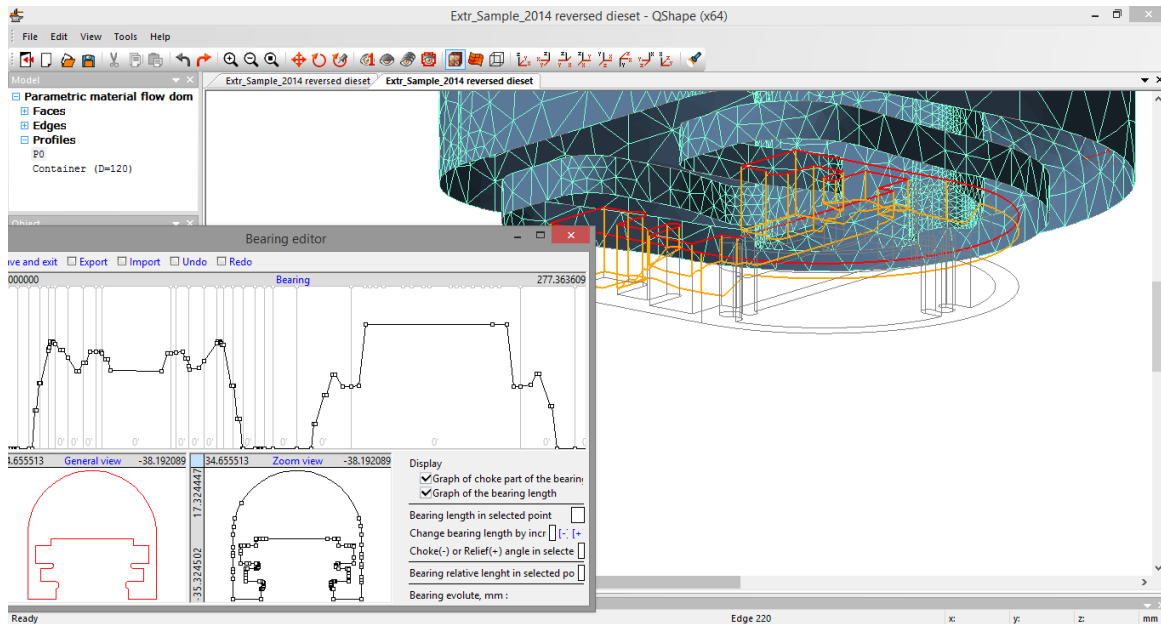 Extr_Sample_2014 reversed dieset - QShape (x64)
File Edit View Tools Help
Model
Extr_Sample_2014 reversed dieset Extr_Sample_2014 reversed dieset
Parametric material flow dom
Faces
Edges
Profiles
P0
Container (D=120)
Object
Bearing editor
ve and exit Export Import Undo Redo
000000 Bearing 277.363609
0' 0' 0' 0' 0' 0' 0' 0' 0' 0' 0'
.655513 General view -38.192089 34.655513 Zoom view -38.192089
17.324447
-35.324502
Display
Graph of choke part of the bearin
Graph of the bearing length
Bearing length in selected point
Change bearing length by incr [-] [+
Choke(-) or Relief(+) angle in selecte
Bearing relative lenght in selected po
Bearing evolute, mm :
Ready Edge 220 x: y: z: mm